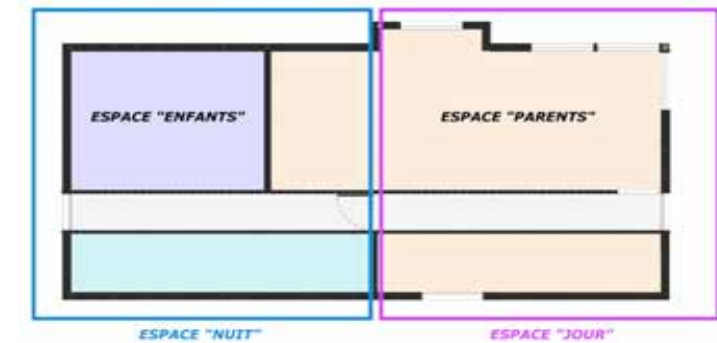 ESPACE "ENFANTS"
ESPACE "PARENTS"
ESPACE "NUIT"
ESPACE "JOUR"